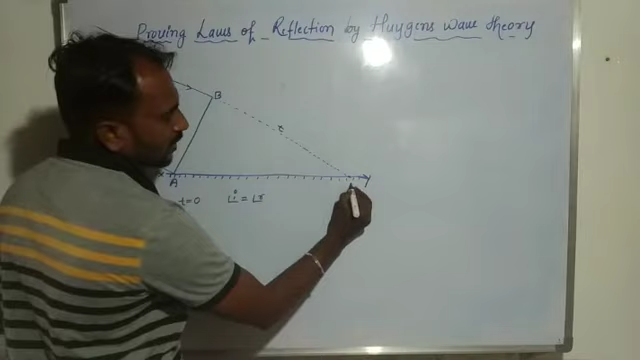 Proving Laws of Reflection by Huygens Wave Theory
B
τ
A
Y
t=0 ∠i = ∠r